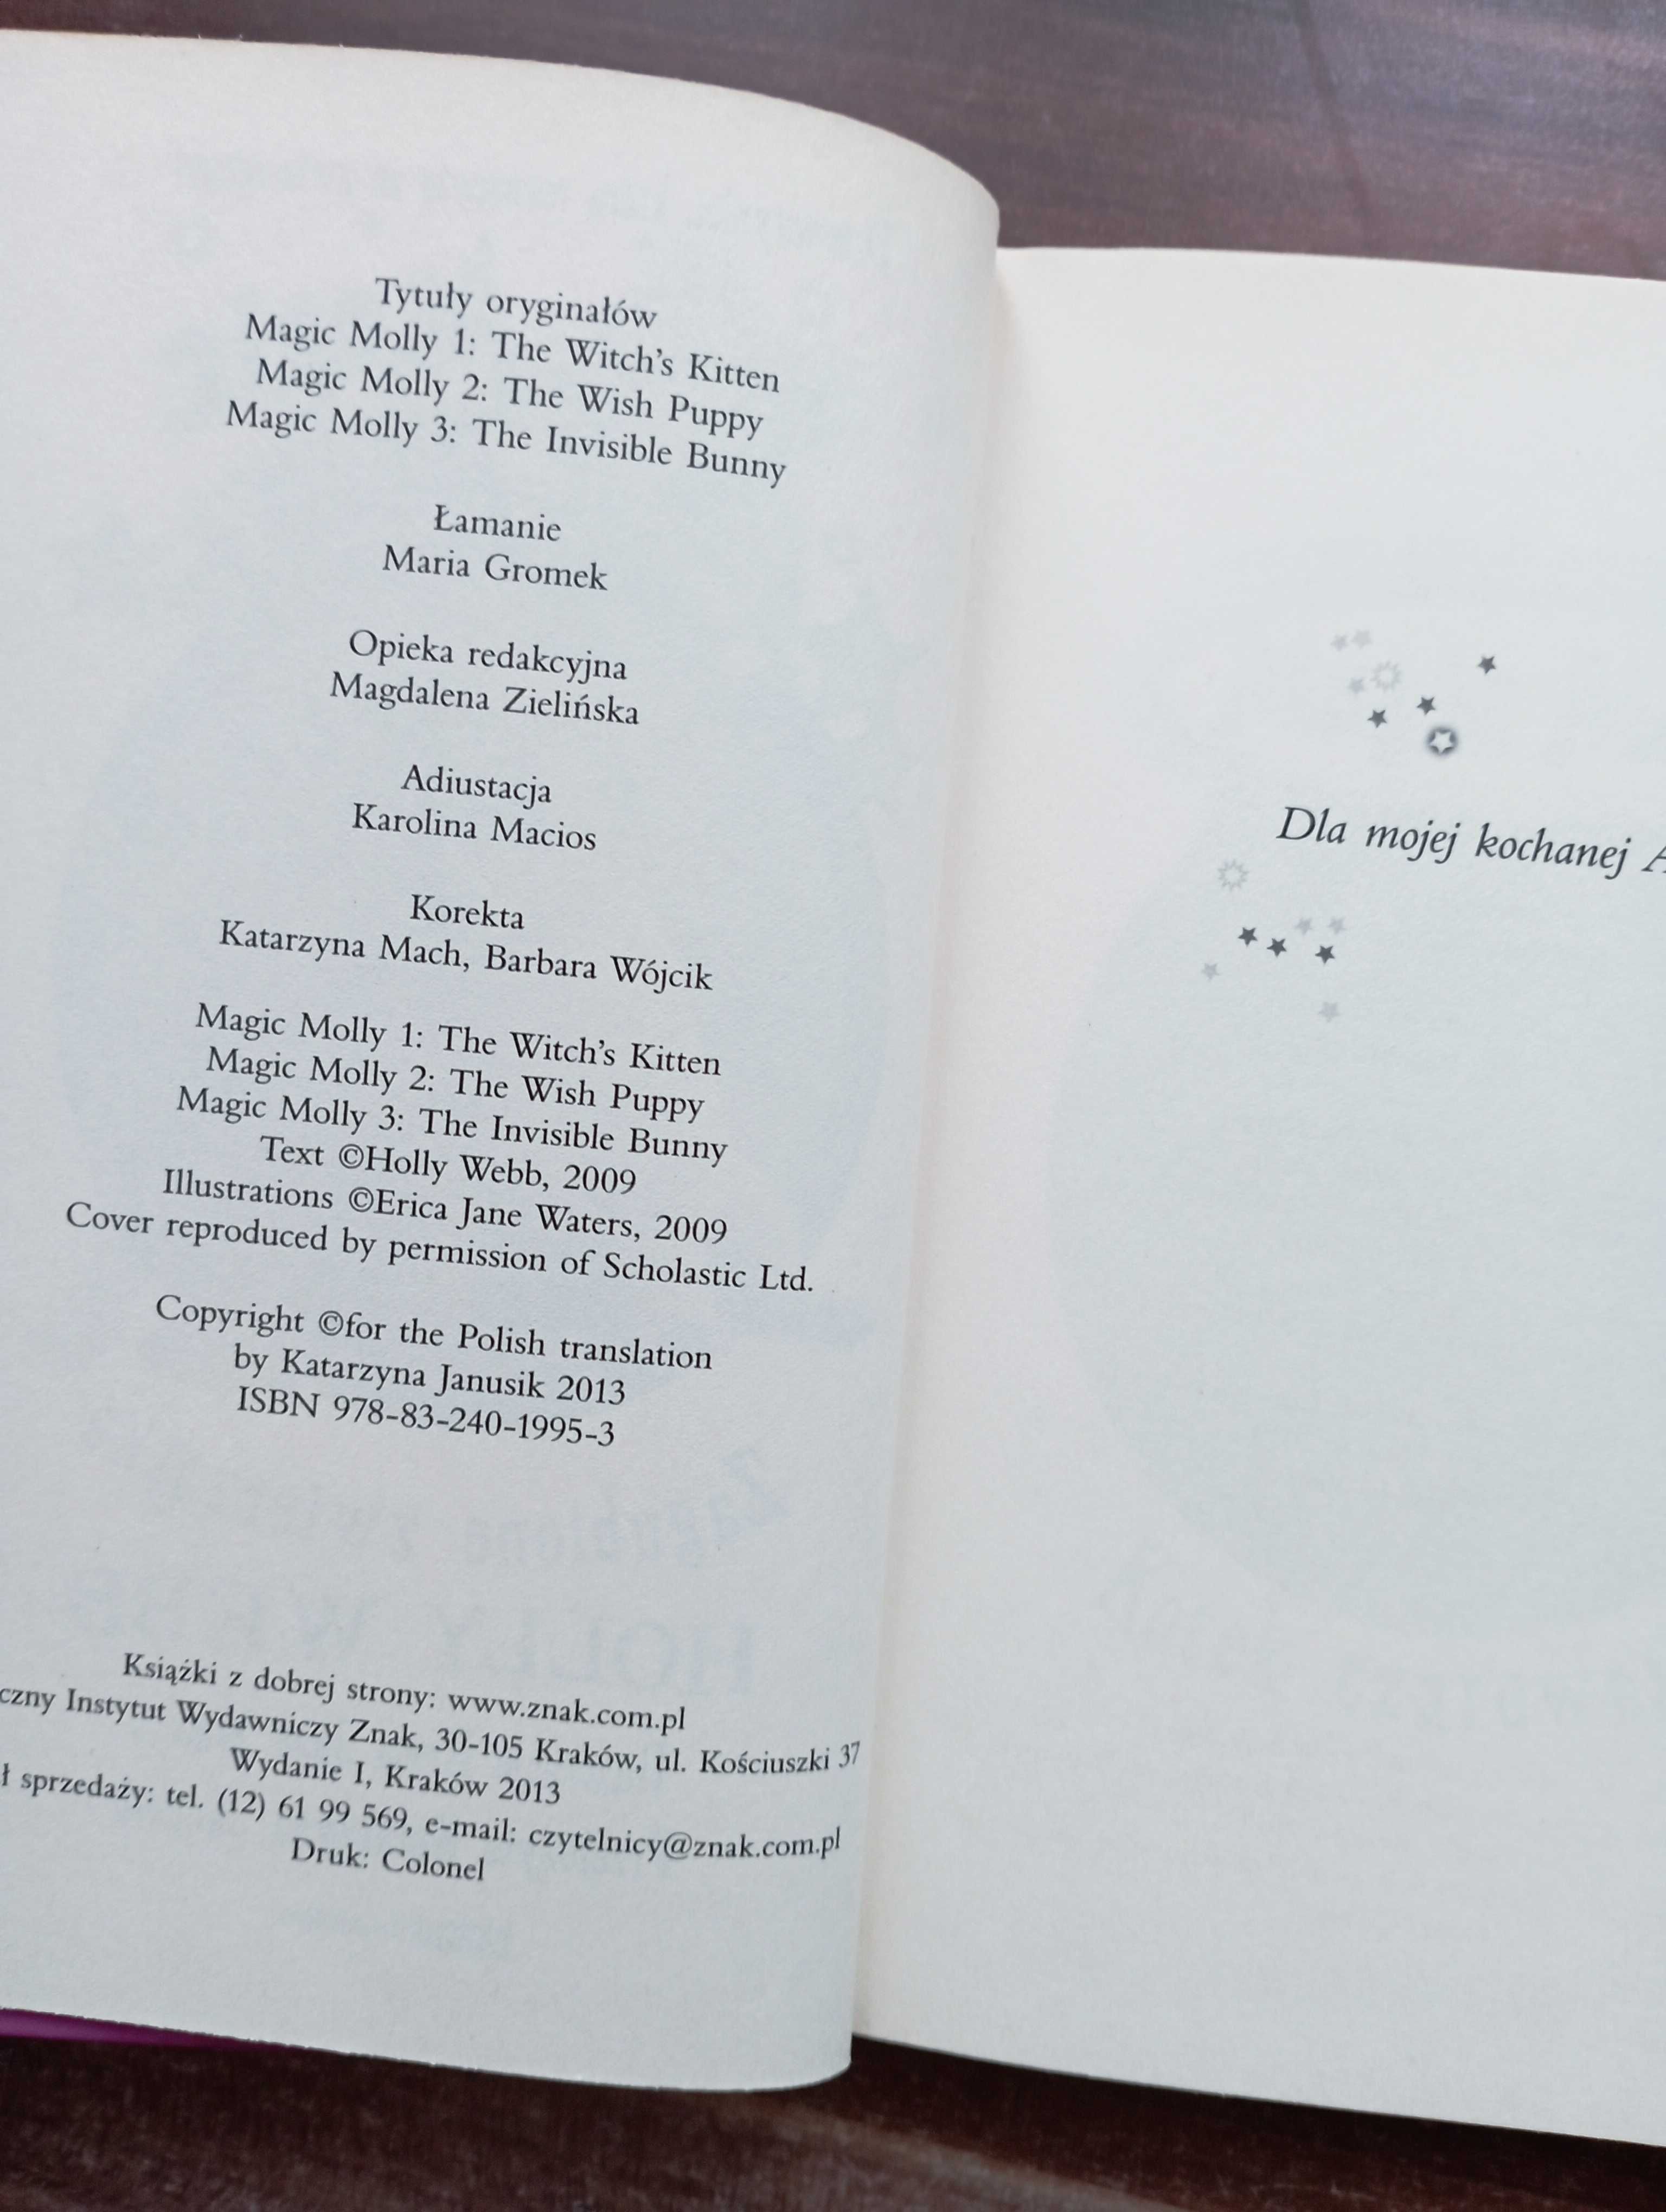 Tytuły oryginałów
Magic Molly 1: The Witch's Kitten
Magic Molly 2: The Wish Puppy
Magic Molly 3: The Invisible Bunny
Łamanie
Maria Gromek
Opieka redakcyjna
Magdalena Zielińska
Adiustacja
Karolina Macios
Korekta
Katarzyna Mach, Barbara Wójcik
Magic Molly 1: The Witch's Kitten
Magic Molly 2: The Wish Puppy
Magic Molly 3: The Invisible Bunny
Text ©Holly Webb, 2009
Illustrations ©Erica Jane Waters, 2009
Cover reproduced by permission of Scholastic Ltd.
Copyright ©for the Polish translation
by Katarzyna Janusik 2013
ISBN 978-83-240-1995-3
Książki z dobrej strony: www.znak.com.pl
czny Instytut Wydawniczy Znak, 30-105 Kraków, ul. Kościuszki 37
Wydanie I, Kraków 2013
ł sprzedaży: tel. (12) 61 99 569, e-mail: czytelnicy@znak.com.pl
Druk: Colonel
Dla mojej kochanej A